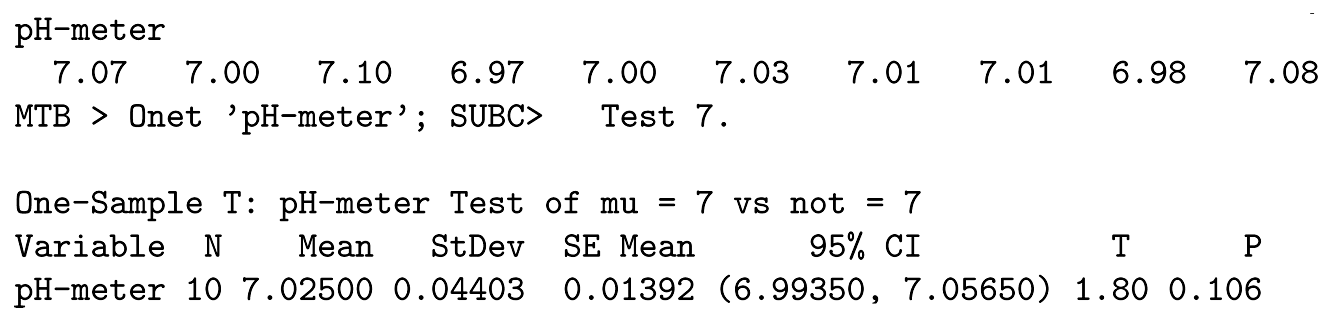 pH-meter
7.07 7.00 7.10 6.97 7.00 7.03 7.01 7.01 6.98 7.08
MTB > Onet ’pH-meter’; SUBC> Test 7.
One-Sample T: pH-meter Test of mu = 7 vs not = 7
Variable N Mean StDev SE Mean 95% CI T P
pH-meter 10 7.02500 0.04403 0.01392 (6.99350, 7.05650) 1.80 0.106